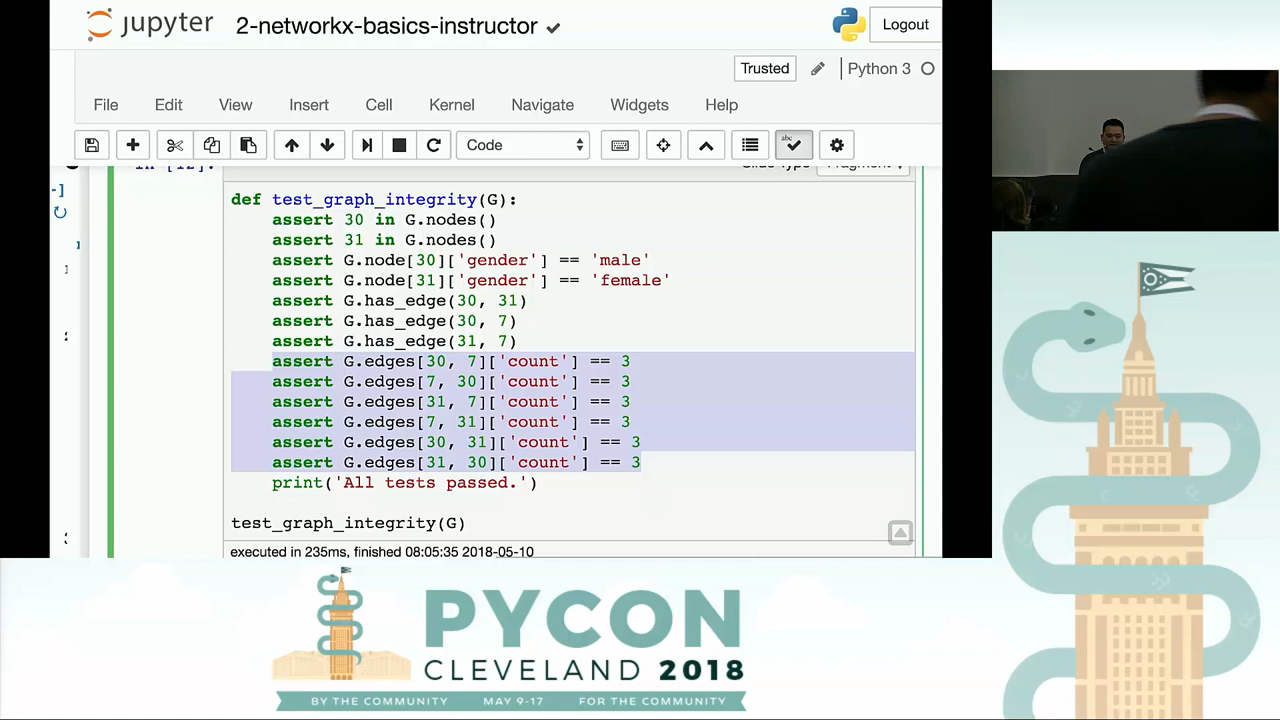 jupyter 2-networkx-basics-instructor
Logout
Trusted
Python 3
File Edit View Insert Cell Kernel Navigate Widgets Help
Code
abc
In [12]:
Slide Type Fragment
def test_graph_integrity(G):
assert 30 in G.nodes()
assert 31 in G.nodes()
assert G.node[30]['gender'] == 'male'
assert G.node[31]['gender'] == 'female'
assert G.has_edge(30, 31)
assert G.has_edge(30, 7)
assert G.has_edge(31, 7)
assert G.edges[30, 7]['count'] == 3
assert G.edges[7, 30]['count'] == 3
assert G.edges[31, 7]['count'] == 3
assert G.edges[7, 31]['count'] == 3
assert G.edges[30, 31]['count'] == 3
assert G.edges[31, 30]['count'] == 3
print('All tests passed.')
test_graph_integrity(G)
executed in 235ms, finished 08:05:35 2018-05-10
PYCON
CLEVELAND 2018
BY THE COMMUNITY MAY 9-17 FOR THE COMMUNITY